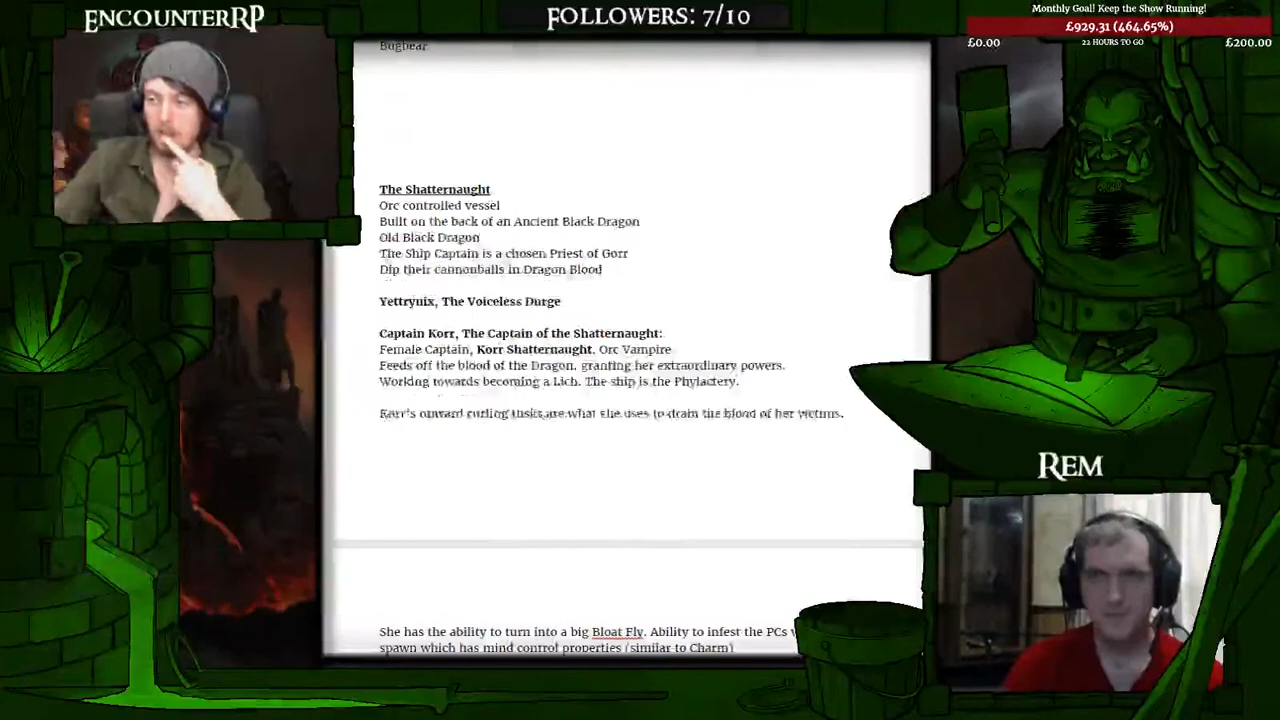 EncounterRP
Followers: 7/10
Monthly Goal! Keep the Show Running!
£929.31 (464.65%)
£0.00
22 HOURS TO GO
£200.00
Bugbear
The Shatternaught
Orc controlled vessel
Built on the back of an Ancient Black Dragon
Old Black Dragon
The Ship Captain is a chosen Priest of Gorr
Dip their cannonballs in Dragon Blood
Yettrynix, The Voiceless Durge
Captain Korr, The Captain of the Shatternaught:
Female Captain, Korr Shatternaught. Orc Vampire
Feeds off the blood of the Dragon, granting her extraordinary powers.
Working towards becoming a Lich. The ship is the Phylactery.
Korr's curling tusks are what she uses to drain the blood of her victims.
Rem
She has the ability to turn into a big Bloat Fly. Ability to infest the PCs
spawn which has mind control properties (similar to Charm)